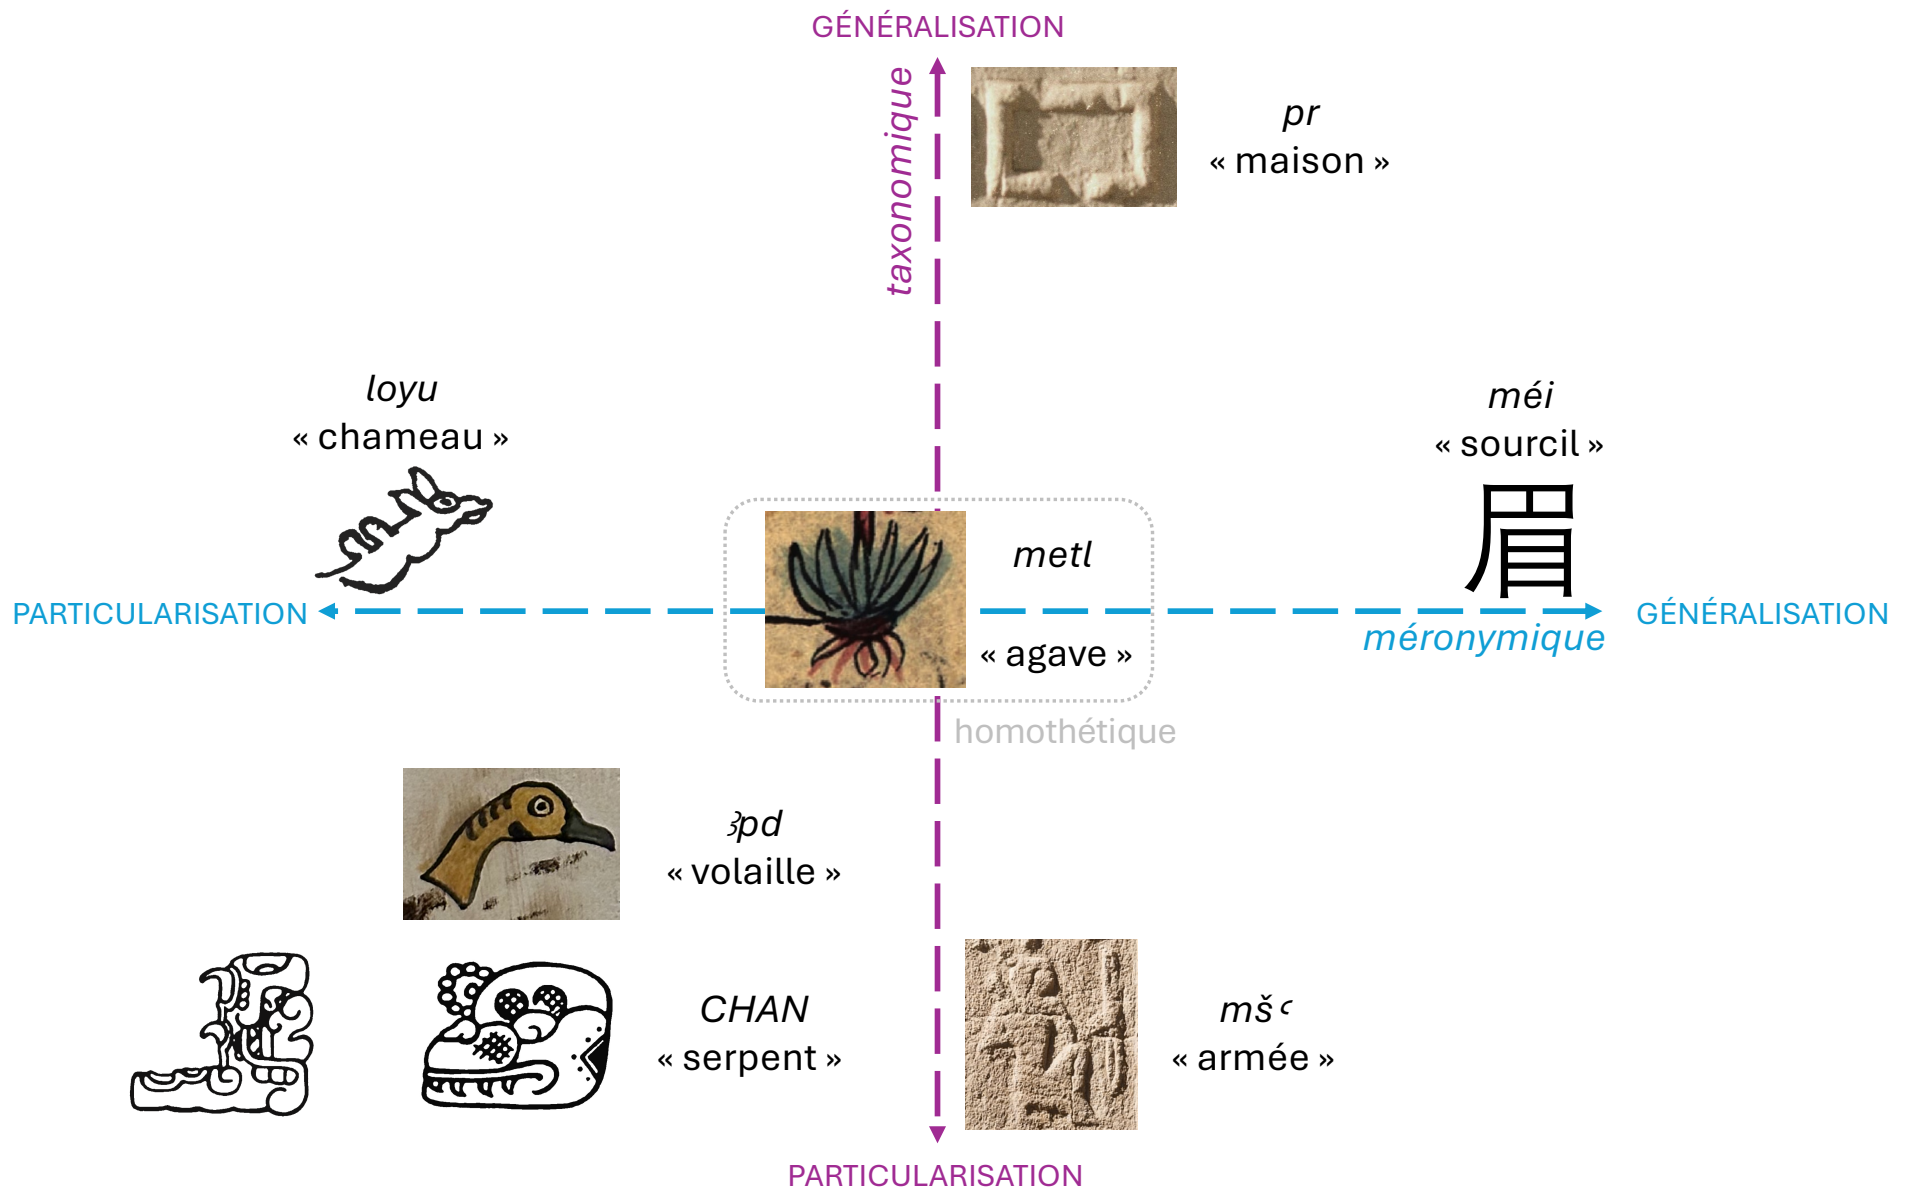 GÉNÉRALISATION
taxonomique
pr
« maison »
loyu
« chameau »
méi
« sourcil »
眉
metl
PARTICULARISATION
GÉNÉRALISATION
méronymique
« agave »
homothétique
ꜣpd
« volaille »
CHAN
« serpent »
mšꜥ
« armée »
PARTICULARISATION